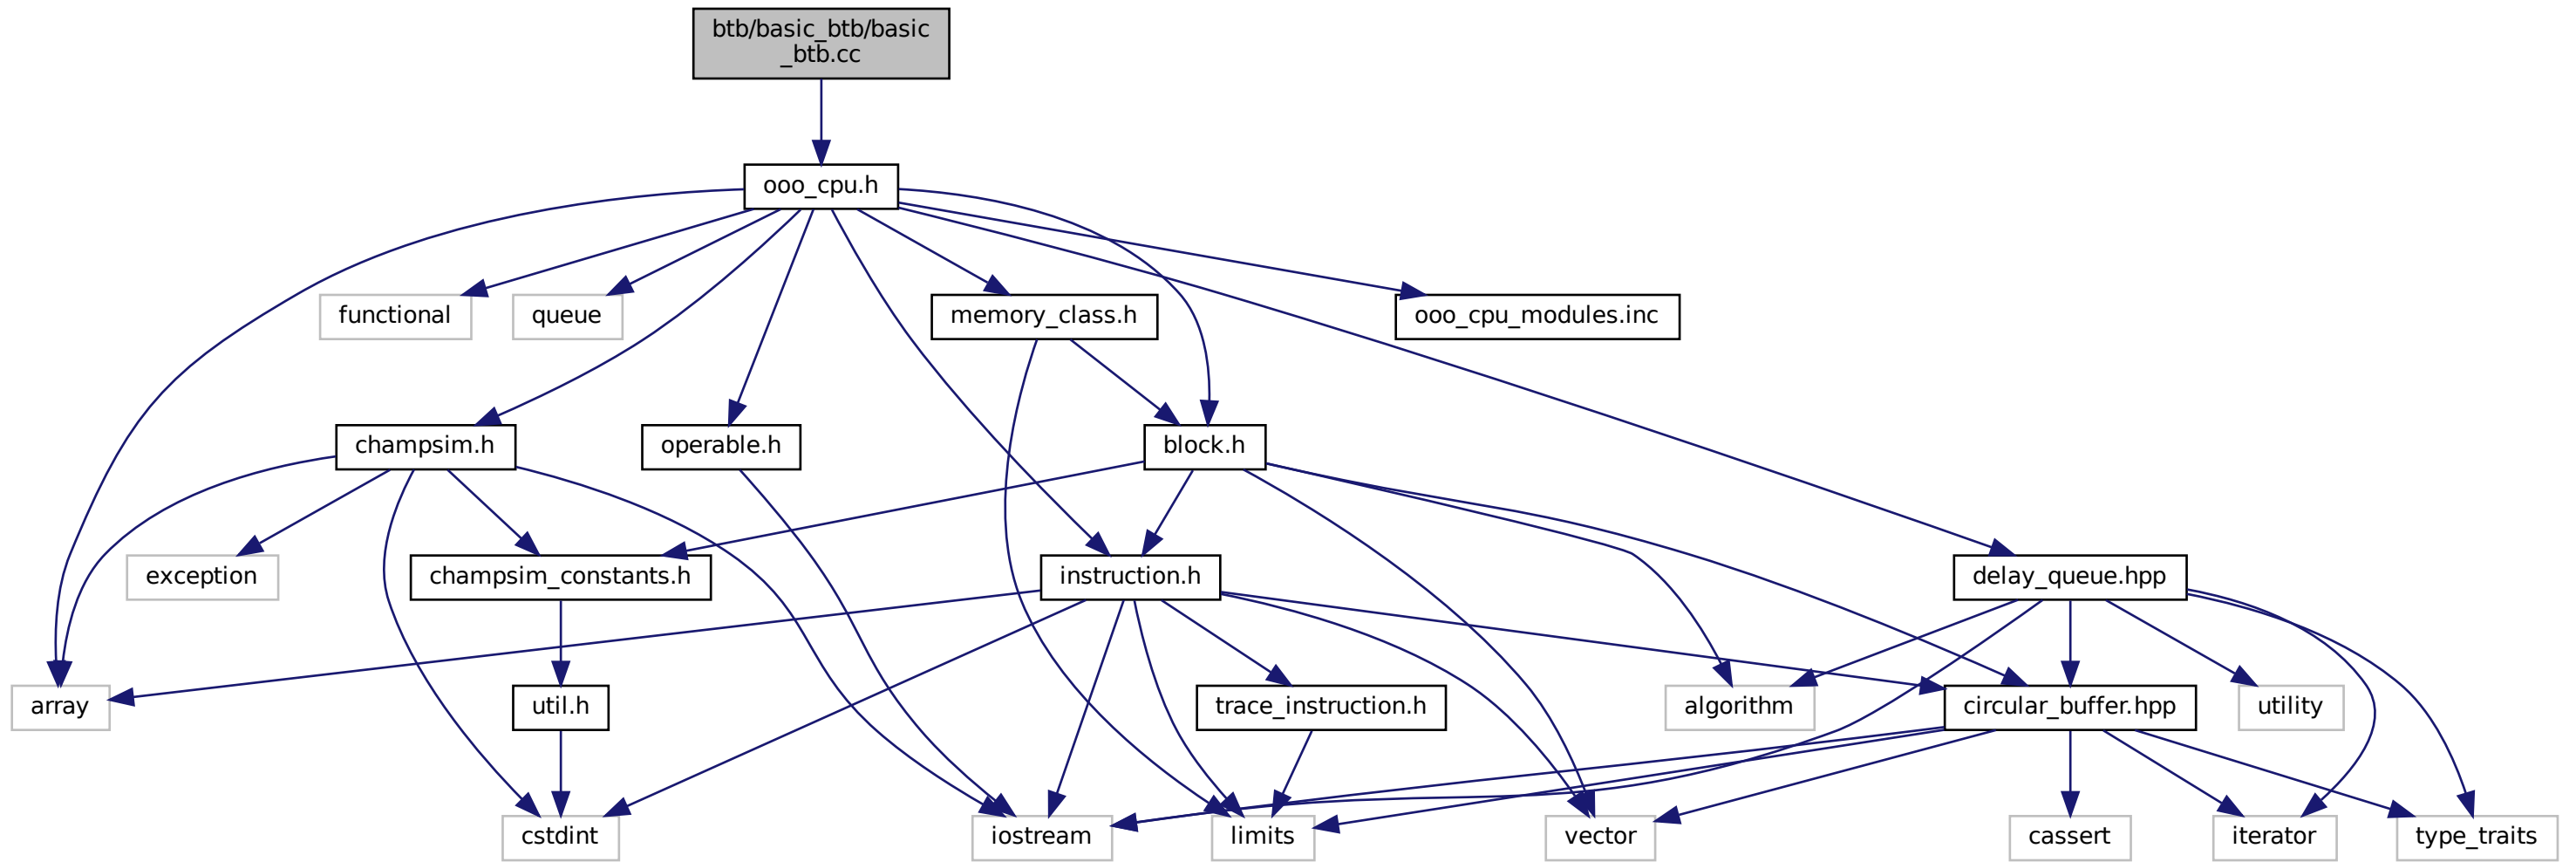 btb/basic_btb/basic
_btb.cc
ooo_cpu.h
functional
queue
memory_class.h
ooo_cpu_modules.inc
champsim.h
operable.h
block.h
exception
champsim_constants.h
instruction.h
delay_queue.hpp
array
util.h
trace_instruction.h
algorithm
circular_buffer.hpp
utility
cstdint
iostream
limits
vector
cassert
iterator
type_traits